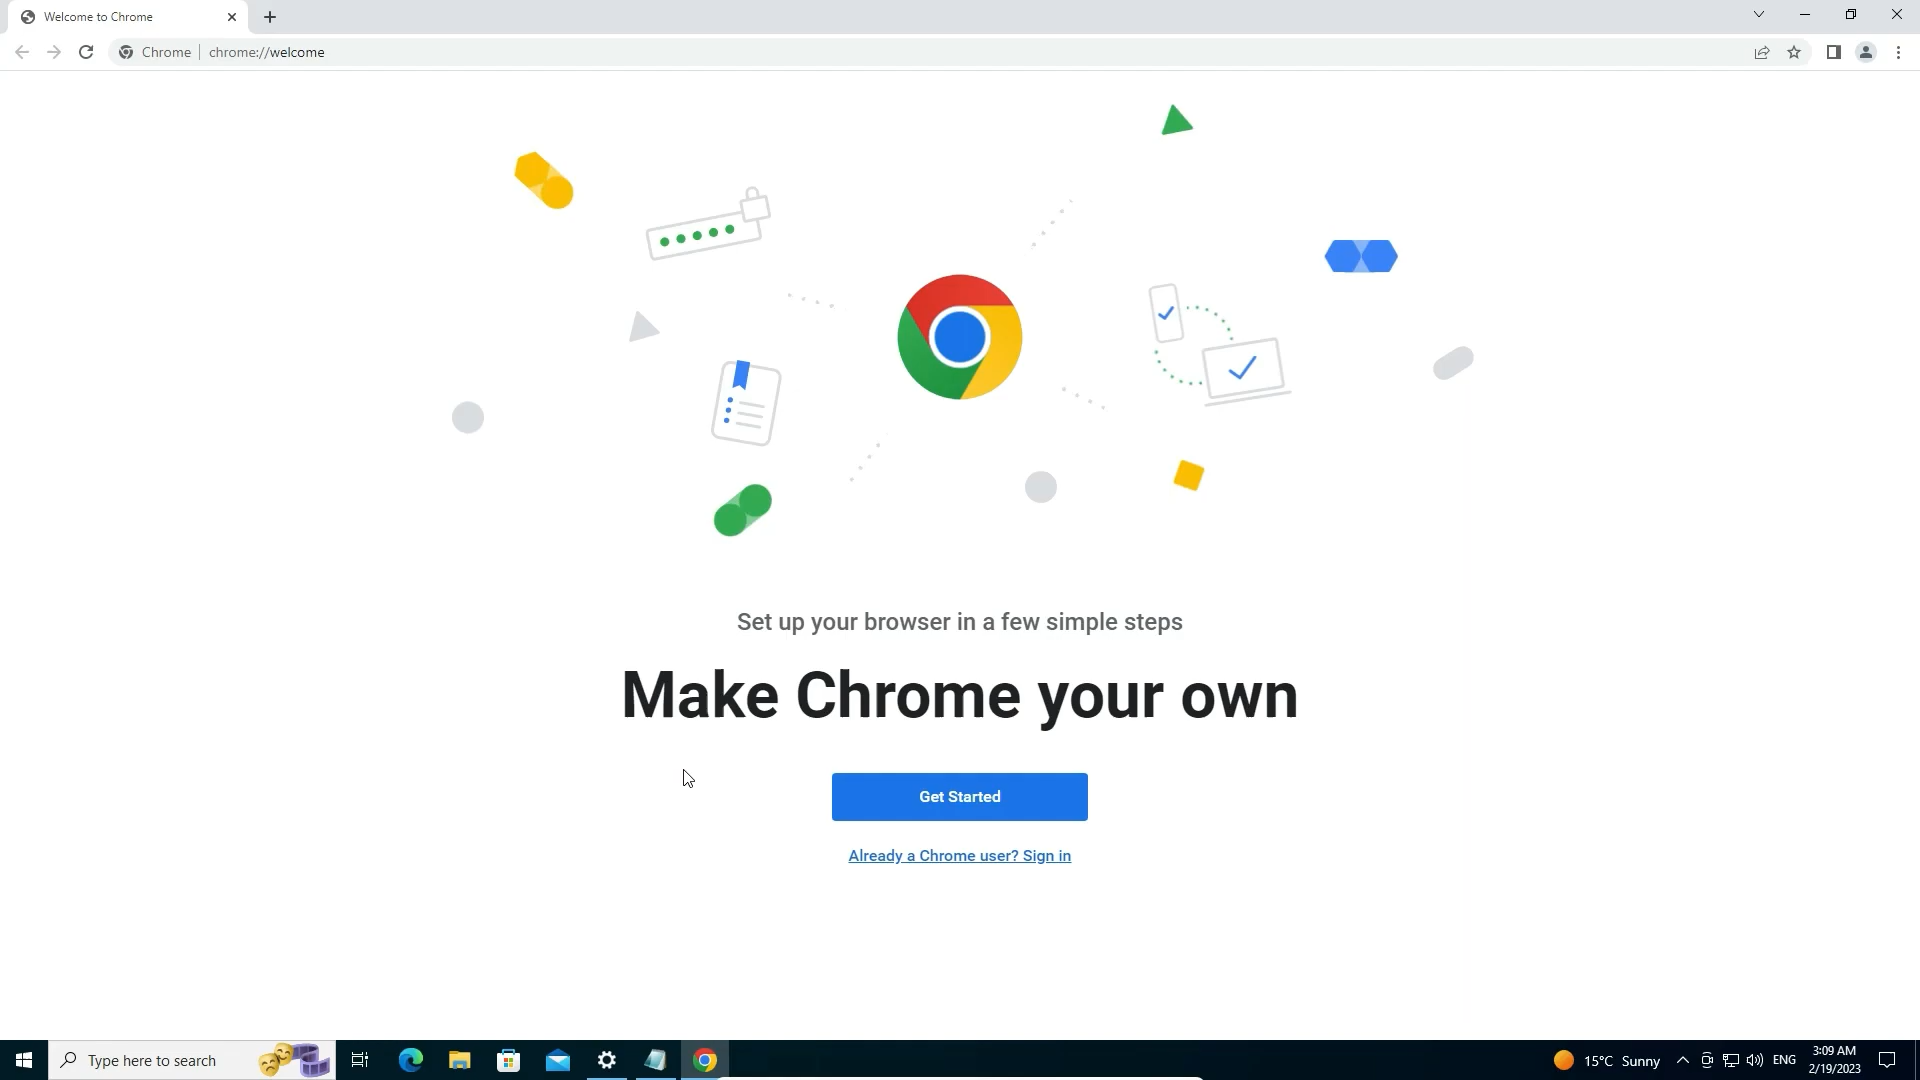 Welcome to Chrome
Chrome | chrome://welcome
Set up your browser in a few simple steps
Make Chrome your own
Get Started
Already a Chrome user? Sign in
Type here to search
15°C Sunny
ENG
3:09 AM
2/19/2023